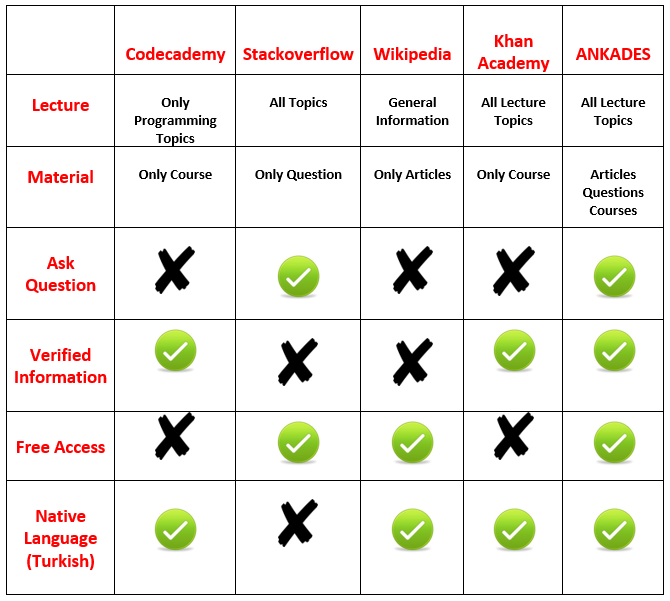 Codecademy Stackoverflow Wikipedia Khan Academy ANKADES
Lecture
Only
Programming
Topics
All Topics
General
Information
All Lecture
Topics
All Lecture
Topics
Material
Only Course
Only Question
Only Articles
Only Course
Articles
Questions
Courses
Ask
Question
Verified
Information
Free Access
Native
Language
(Turkish)